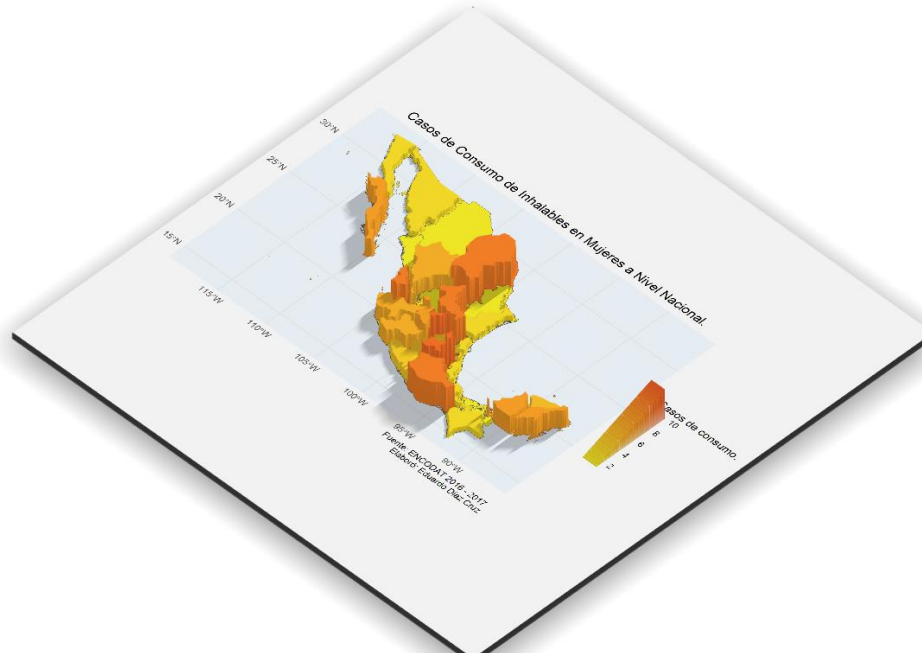 Casos de Consumo de Inhalables en Mujeres a Nivel Nacional.
30°N
25°N
20°N
15°N
115°W
110°W
105°W
100°W
95°W
90°W
Casos de consumo.
10
8
6
4
2
Fuente: ENCODAT 2016 - 2017
Elaboró: Eduardo Díaz Cruz